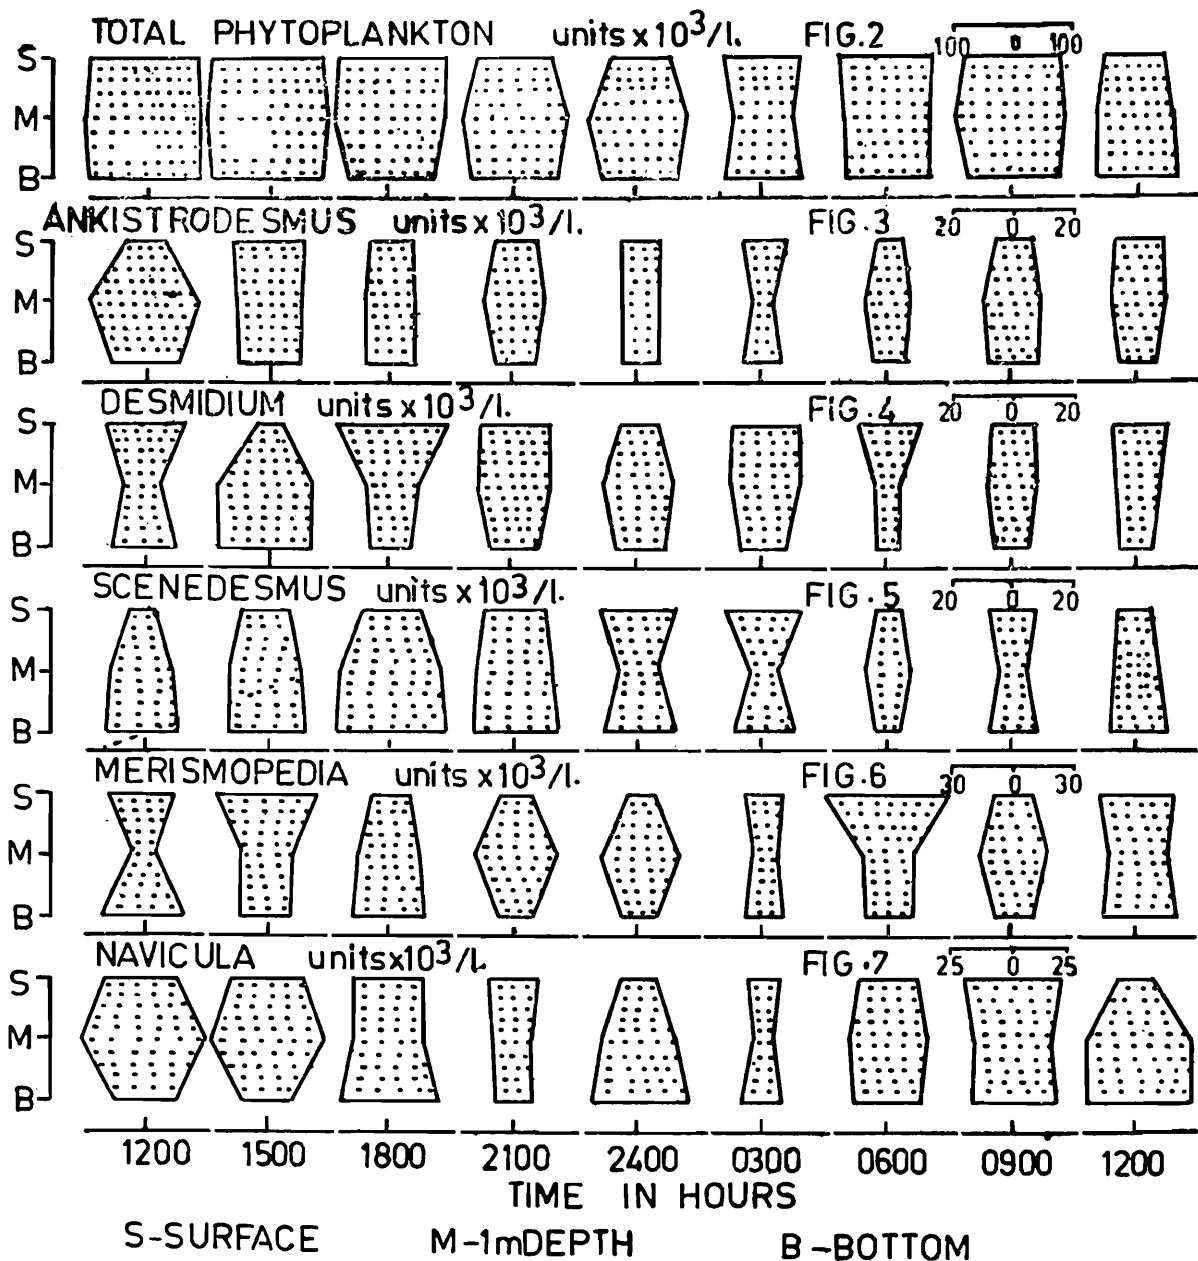 TOTAL PHYTOPLANKTON units x 10³/l. FIG.2
100 0 100
S
M
B
ANKISTRODESMUS units x 10³/l. FIG.3
20 0 20
S
M
B
DESMIDIUM units x 10³/l. FIG.4
20 0 20
S
M
B
SCENEDESMUS units x 10³/l. FIG.5
20 0 20
S
M
B
MERISMOPEDIA units x 10³/l. FIG.6
30 0 30
S
M
B
NAVICULA units x 10³/l. FIG.7
25 0 25
S
M
B
1200 1500 1800 2100 2400 0300 0600 0900 1200
TIME IN HOURS
S-SURFACE M-1mDEPTH B-BOTTOM